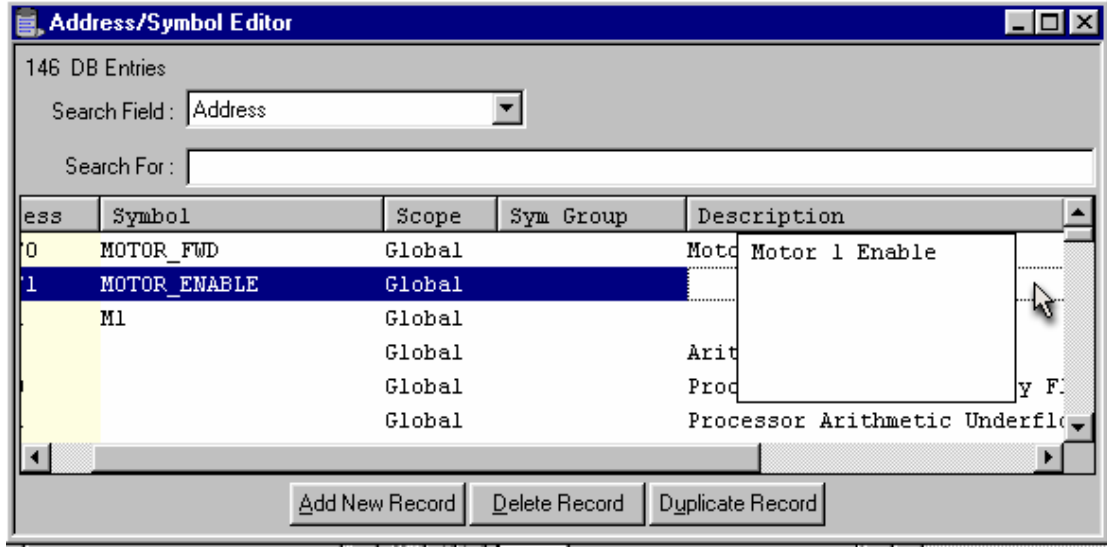 Address/Symbol Editor
146 DB Entries
Search Field : Address
Search For :
ess Symbol Scope Sym Group Description
MOTOR_FWD Global
Motor 1 Enable
MOTOR_ENABLE Global
M1 Global
Global
Global
Global Processor Arithmetic
Add New Record Delete Record Duplicate Record